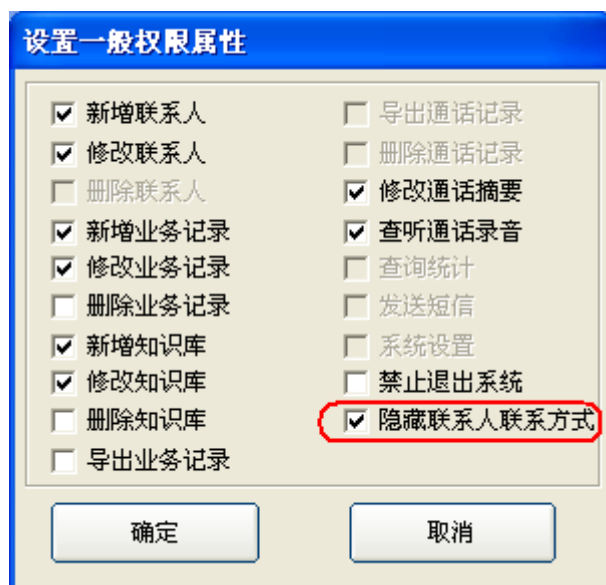 设置一般权限属性
新增联系人
修改联系人
删除联系人
新增业务记录
修改业务记录
删除业务记录
新增知识库
修改知识库
删除知识库
导出业务记录
导出通话记录
删除通话记录
修改通话摘要
查听通话录音
查询统计
发送短信
系统设置
禁止退出系统
隐藏联系人联系方式
确定
取消